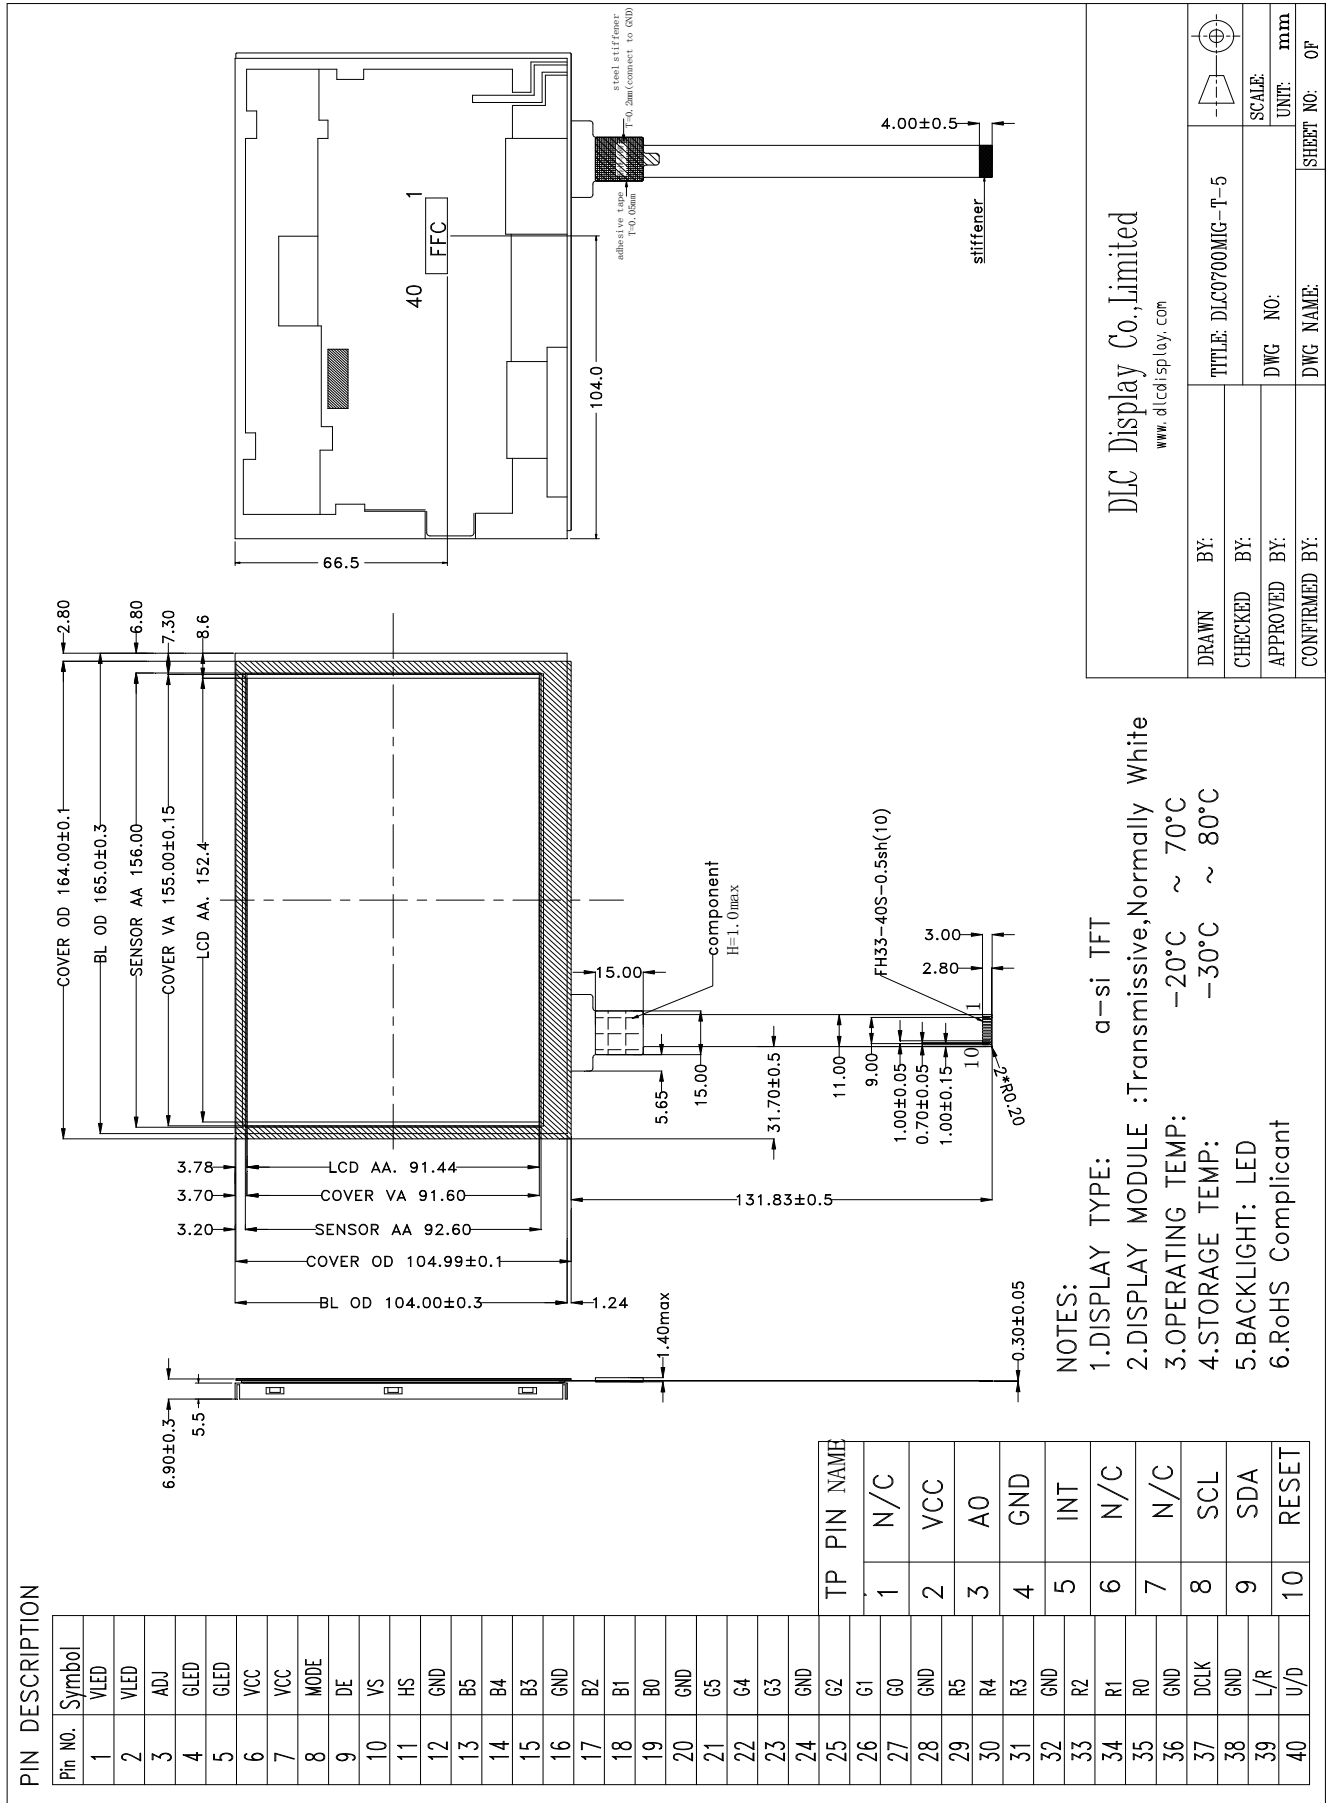 PIN DESCRIPTION
Pin NO. Symbol
1 VLED
2 VLED
3 ADJ
4 GLED
5 GLED
6 VCC
7 VCC
8 MODE
9 DE
10 VS
11 HS
12 GND
13 B5
14 B4
15 B3
16 GND
17 B2
18 B1
19 B0
20 GND
21 G5
22 G4
23 G3
24 GND
25 G2
26 G1
27 G0
28 GND
29 R5
30 R4
31 R3
32 GND
33 R2
34 R1
35 R0
36 GND
37 DCLK
38 GND
39 L/R
40 U/D
TP PIN NAME
1 N/C
2 VCC
3 A0
4 GND
5 INT
6 N/C
7 N/C
8 SCL
9 SDA
10 RESET
6.90±0.3
5.5
1.40max
0.30±0.05
COVER OD 164.00±0.1
2.80
BL OD 165.0±0.3
SENSOR AA 156.00
6.80
COVER VA 155.00±0.15
7.30
LCD AA. 152.4
8.6
3.78
LCD AA. 91.44
3.70
COVER VA 91.60
3.20
SENSOR AA 92.60
COVER OD 104.99±0.1
BL OD 104.00±0.3
1.24
131.83±0.5
15.00
component
H=1.0max
5.65
15.00
31.70±0.5
11.00
9.00
1.00±0.05
0.70±0.05
1.00±0.15
FH33-40S-0.5sh(10)
3.00
2.80
10
1
2*R0.20
66.5
104.0
40
FFC
1
adhesive tape
T=0.05mm
steel stiffener
T=0.2mm(connect to GND)
4.00±0.5
stiffener
NOTES:
1.DISPLAY TYPE: a-si TFT
2.DISPLAY MODULE :Transmissive,Normally White
3.OPERATING TEMP: -20°C ~ 70°C
4.STORAGE TEMP: -30°C ~ 80°C
5.BACKLIGHT: LED
6.RoHS Complicant
DLC Display Co.,Limited
www.dlcdisplay.com
DRAWN BY:
CHECKED BY:
APPROVED BY:
CONFIRMED BY:
TITLE: DLC0700MIG-T-5
DWG NO:
DWG NAME:
SCALE:
UNIT: mm
SHEET NO: OF